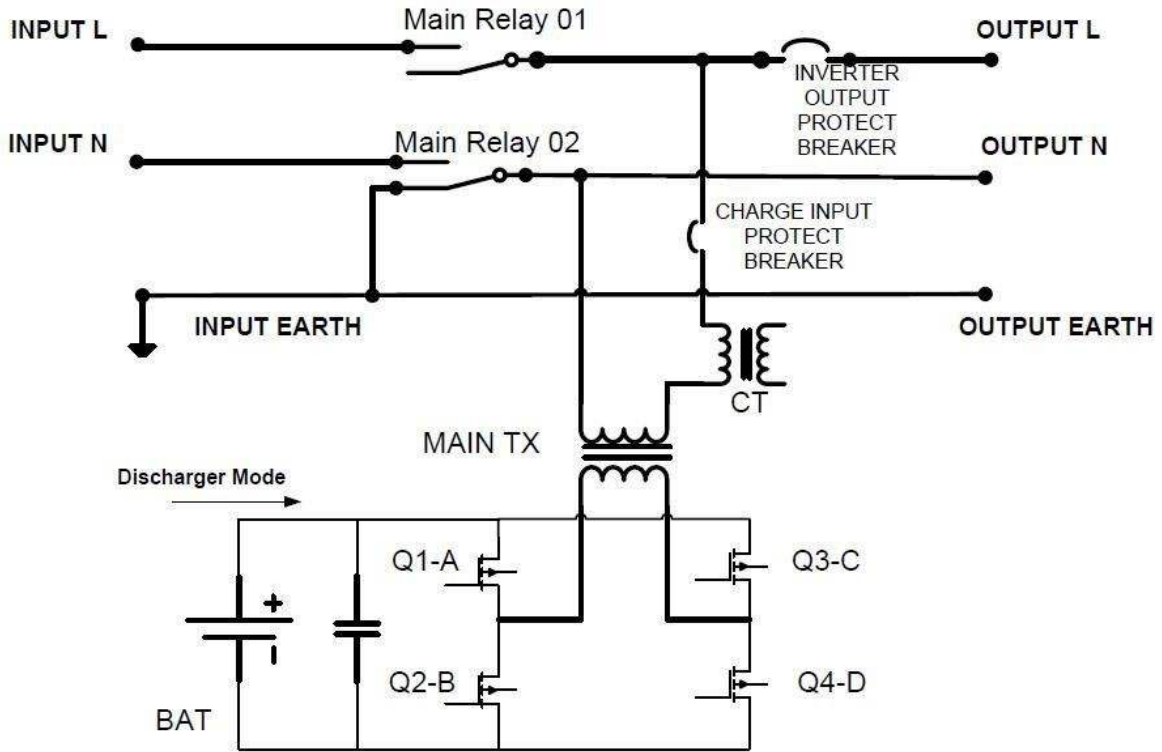 Main Relay 01
INPUT L
OUTPUT L
INVERTER
OUTPUT
PROTECT
BREAKER
INPUT N
Main Relay 02
OUTPUT N
CHARGE INPUT
PROTECT
BREAKER
INPUT EARTH
OUTPUT EARTH
CT
MAIN TX
Discharger Mode
Q1-A
Q3-C
+
-
Q2-B
Q4-D
BAT